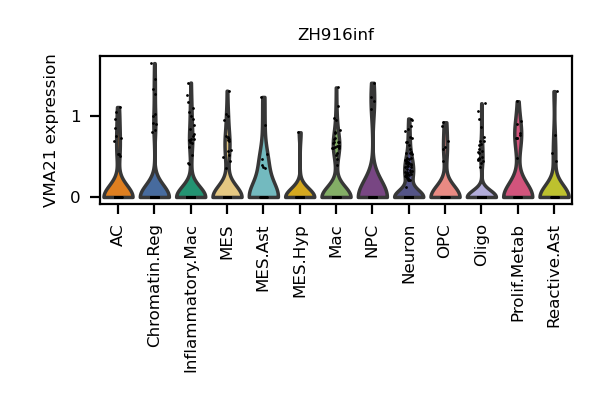 ZH916inf
VMA21 expression
1
0
AC
Chromatin.Reg
Inflammatory.Mac
MES
MES.Ast
MES.Hyp
Mac
NPC
Neuron
OPC
Oligo
Prolif.Metab
Reactive.Ast